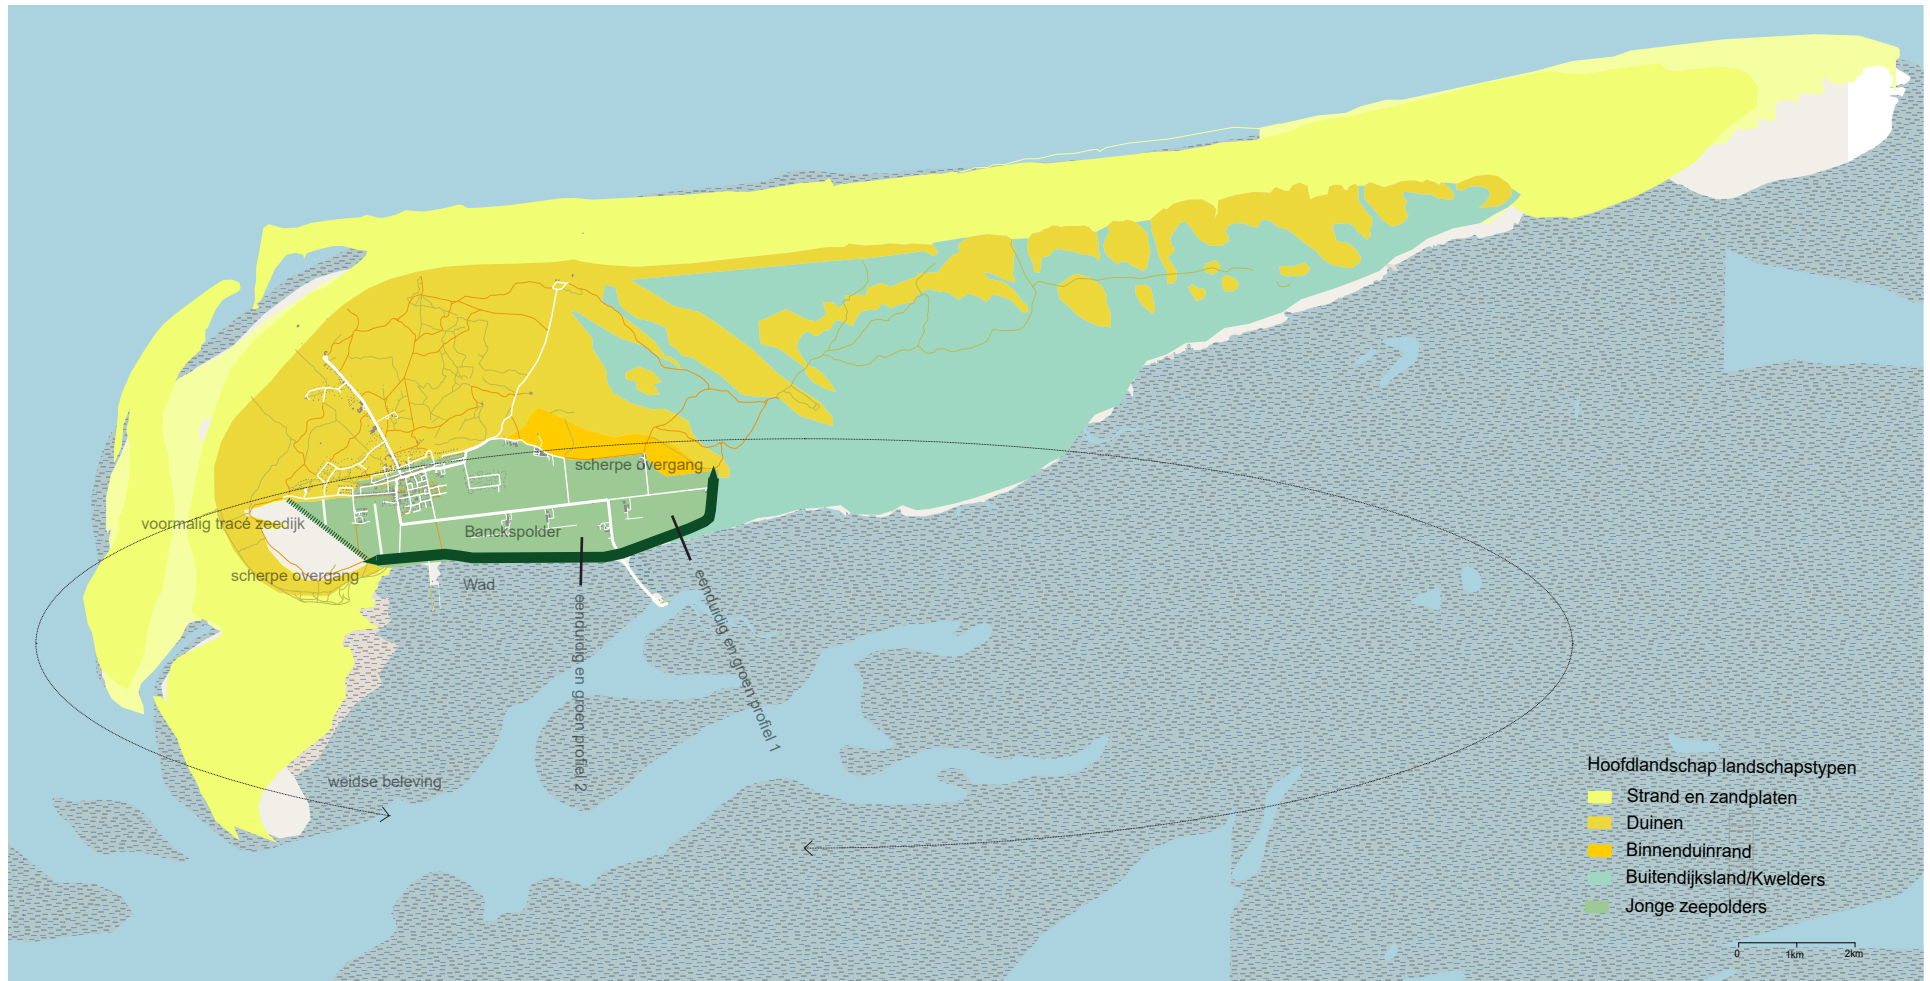 scherpe overgang
voormalig tracé zeedijk
Banckspolder
scherpe overgang
Wad
eenduidig en groen profiel 2
eenduidig en groen profiel 1
weidse beleving
Hoofdlandschap landschapstypen
Strand en zandplaten
Duinen
Binnenduinrand
Buitendijksland/Kwelders
Jonge zeepolders
0 1km 2km